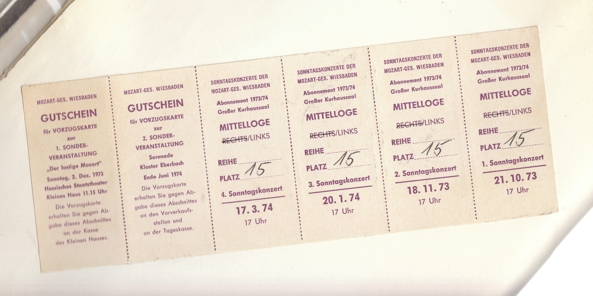 MOZART-GES. WIESBADEN
GUTSCHEIN
für VORZUGSKARTE
zur
1. SONDER-
VERANSTALTUNG
„Der lustige Mozart"
Sonntag, 2. Dez. 1973
Hessisches Staatstheater
Kleines Haus 11.15 Uhr
Die Vorzugskarte
erhalten Sie gegen Ab-
gabe dieses Abschnittes
an der Kasse
des Kleinen Hauses.
MOZART-GES. WIESBADEN
GUTSCHEIN
für VORZUGSKARTE
zur
2. SONDER-
VERANSTALTUNG
Serenade
Kloster Eberbach
Ende Juni 1974
Die Vorzugskarte
erhalten Sie gegen Ab-
gabe dieses Abschnittes
an den Vorverkaufs-
stellen und
an der Tageskasse.
SONNTAGSKONZERTE DER
MOZART-GES. WIESBADEN
Abonnement 1973/74
Großer Kurhaussaal
MITTELLOGE
RECHTS/LINKS
REIHE
PLATZ 15
4. Sonntagskonzert
17. 3. 74
17 Uhr
SONNTAGSKONZERTE DER
MOZART-GES. WIESBADEN
Abonnement 1973/74
Großer Kurhaussaal
MITTELLOGE
RECHTS/LINKS
REIHE
PLATZ 15
3. Sonntagskonzert
20. 1. 74
17 Uhr
SONNTAGSKONZERTE DER
MOZART-GES. WIESBADEN
Abonnement 1973/74
Großer Kurhaussaal
MITTELLOGE
RECHTS/LINKS
REIHE
PLATZ 15
2. Sonntagskonzert
18. 11. 73
17 Uhr
SONNTAGSKONZERTE DER
MOZART-GES. WIESBADEN
Abonnement 1973/74
Großer Kurhaussaal
MITTELLOGE
RECHTS/LINKS
REIHE
PLATZ 15
1. Sonntagskonzert
21. 10. 73
17 Uhr